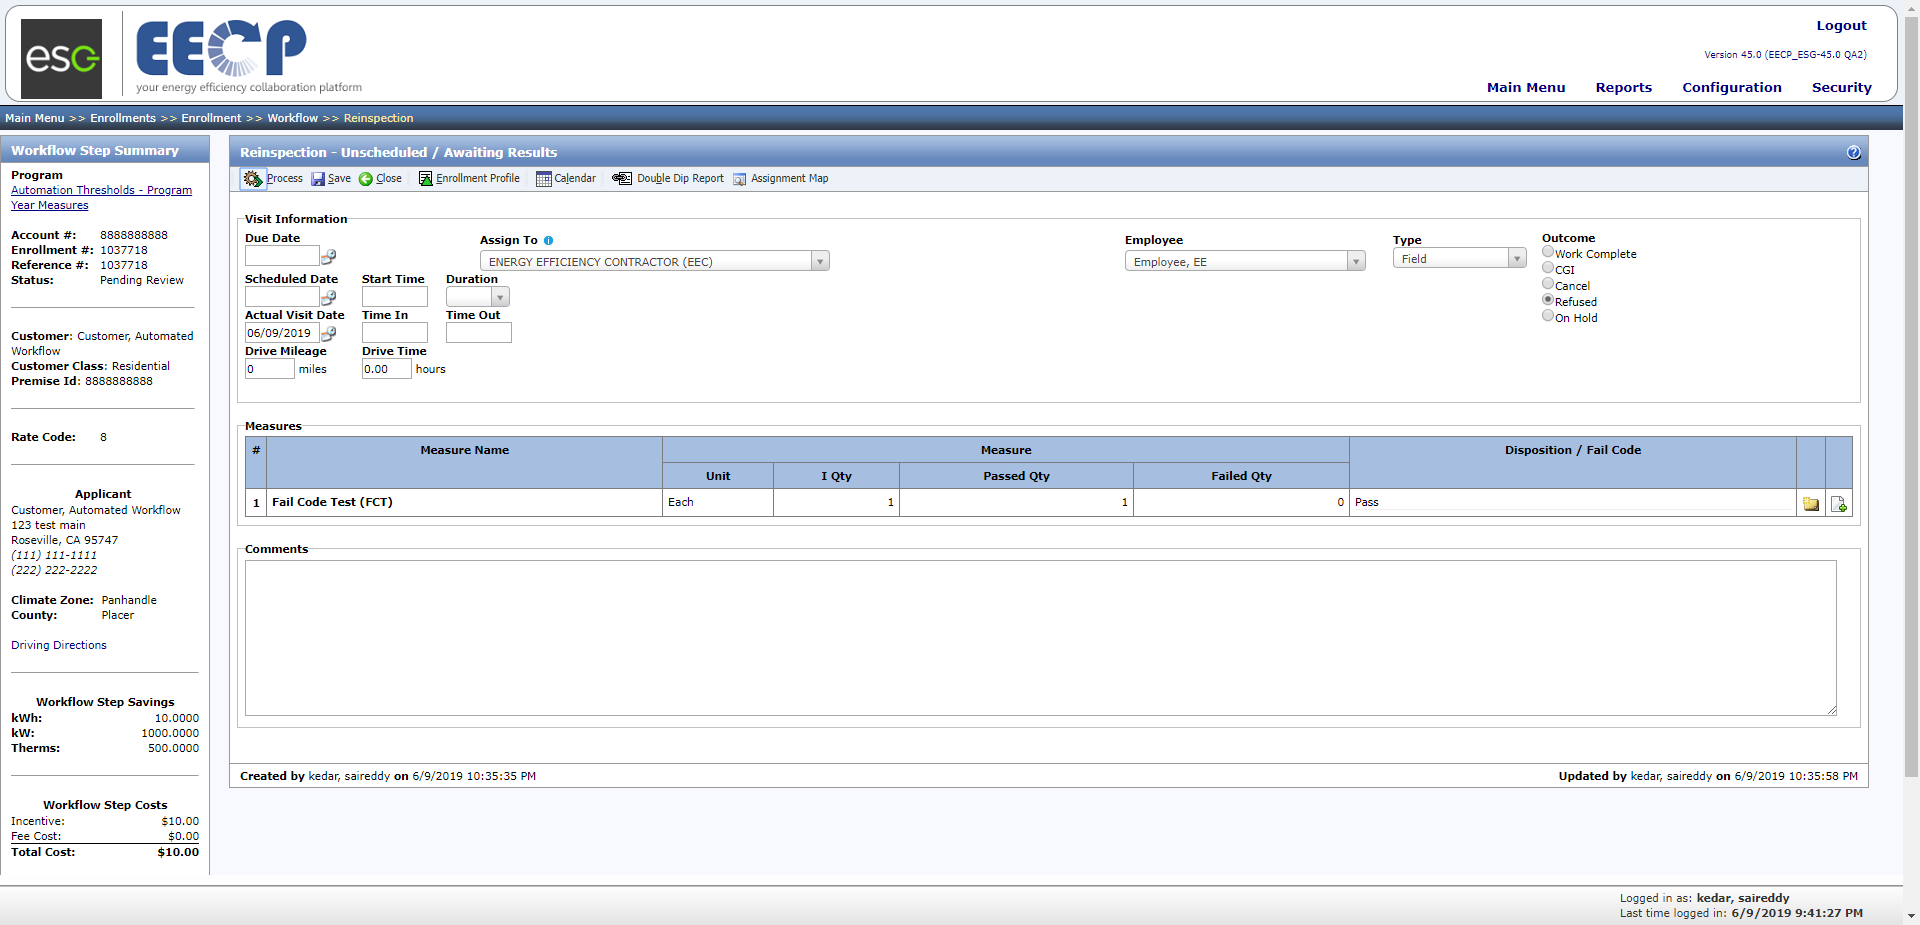 esg
EECP
your energy efficiency collaboration platform
Logout
Version 45.0 (EECP_ESG-45.0 QA2)
Main Menu Reports Configuration Security
Main Menu >> Enrollments >> Enrollment >> Workflow >> Reinspection
Workflow Step Summary
Program
Automation Thresholds - Program
Year Measures
Account #: 8888888888
Enrollment #: 1037718
Reference #: 1037718
Status: Pending Review
Customer: Customer, Automated
Workflow
Customer Class: Residential
Premise Id: 8888888888
Rate Code: 8
Applicant
Customer, Automated Workflow
123 test main
Roseville, CA 95747
(111) 111-1111
(222) 222-2222
Climate Zone: Panhandle
County: Placer
Driving Directions
Workflow Step Savings
kWh: 10.0000
kW: 1000.0000
Therms: 500.0000
Workflow Step Costs
Incentive: $10.00
Fee Cost: $0.00
Total Cost: $10.00
Reinspection - Unscheduled / Awaiting Results
Process Save Close Enrollment Profile Calendar Double Dip Report Assignment Map
Visit Information
Due Date
Assign To
ENERGY EFFICIENCY CONTRACTOR (EEC)
Employee
Employee, EE
Type
Field
Outcome
Work Complete
CGI
Cancel
Refused
On Hold
Scheduled Date Start Time Duration
Actual Visit Date Time In Time Out
06/09/2019
Drive Mileage Drive Time
0 miles 0.00 hours
Measures
# Measure Name Measure Disposition / Fail Code
Unit I Qty Passed Qty Failed Qty
1 Fail Code Test (FCT) Each 1 1 0 Pass
Comments
Created by kedar, saireddy on 6/9/2019 10:35:35 PM
Updated by kedar, saireddy on 6/9/2019 10:35:58 PM
Logged in as: kedar, saireddy
Last time logged in: 6/9/2019 9:41:27 PM